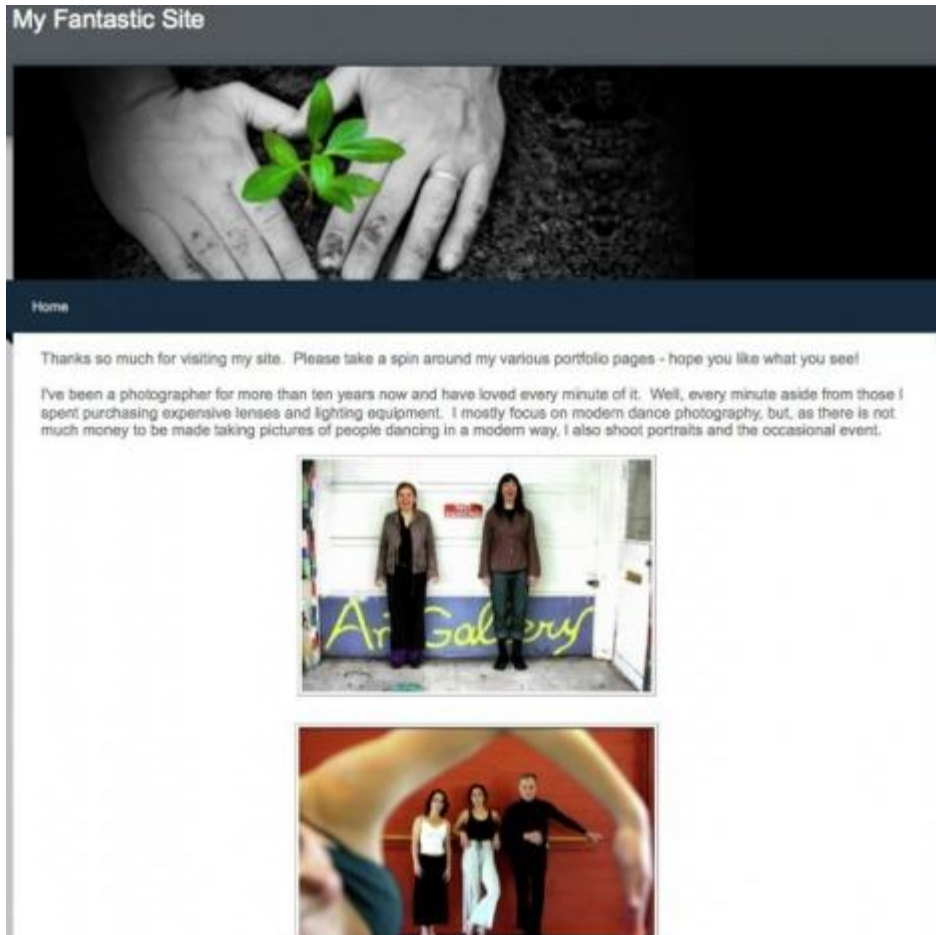 My Fantastic Site
Home
Thanks so much for visiting my site.  Please take a spin around my various portfolio pages - hope you like what you see!
I've been a photographer for more than ten years now and have loved every minute of it.  Well, every minute aside from those I
spent purchasing expensive lenses and lighting equipment.  I mostly focus on modern dance photography, but, as there is not
much money to be made taking pictures of people dancing in a modern way, I also shoot portraits and the occasional event.
Art Gallery